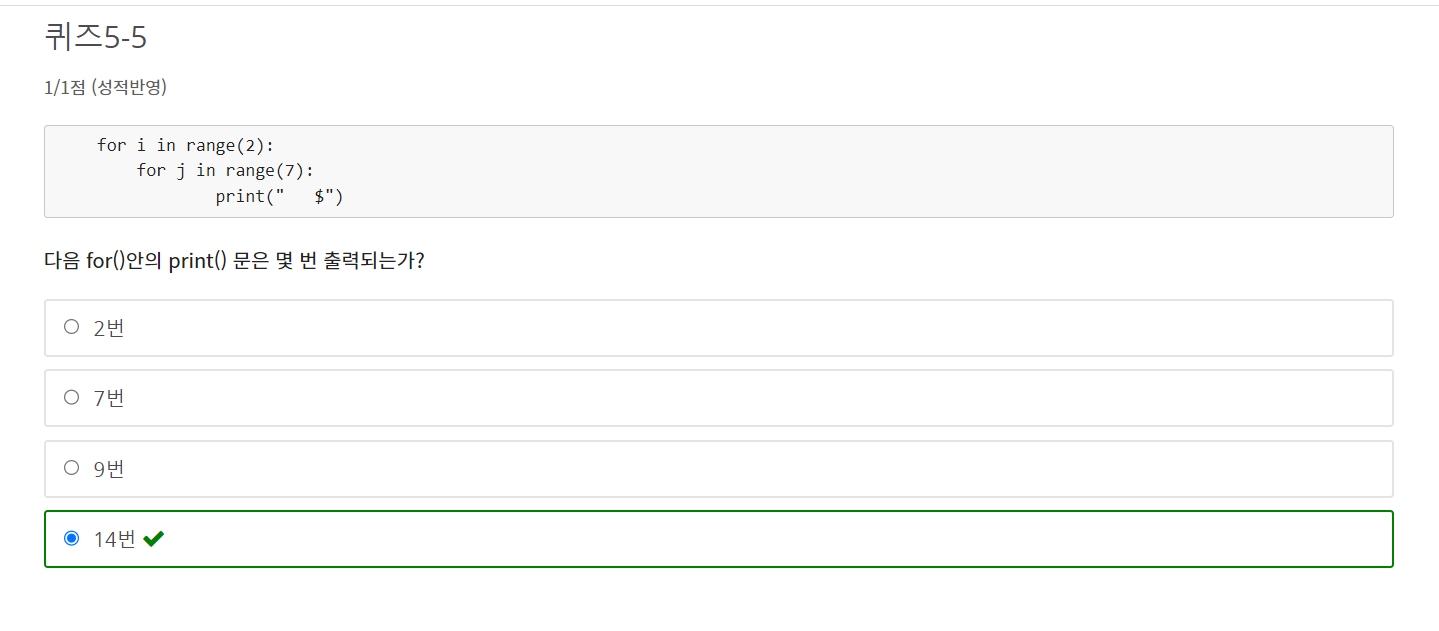 퀴즈5-5
1/1점 (성적반영)
for i in range(2):
    for j in range(7):
            print("   $")
다음 for()안의 print() 문은 몇 번 출력되는가?
2번
7번
9번
14번